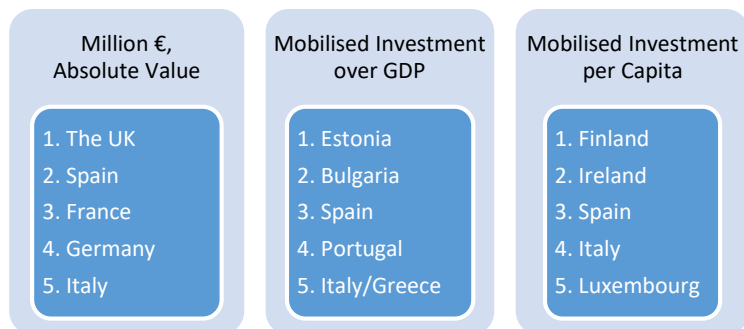 Million €,
Absolute Value
1. The UK
2. Spain
3. France
4. Germany
5. Italy
Mobilised Investment
over GDP
1. Estonia
2. Bulgaria
3. Spain
4. Portugal
5. Italy/Greece
Mobilised Investment
per Capita
1. Finland
2. Ireland
3. Spain
4. Italy
5. Luxembourg